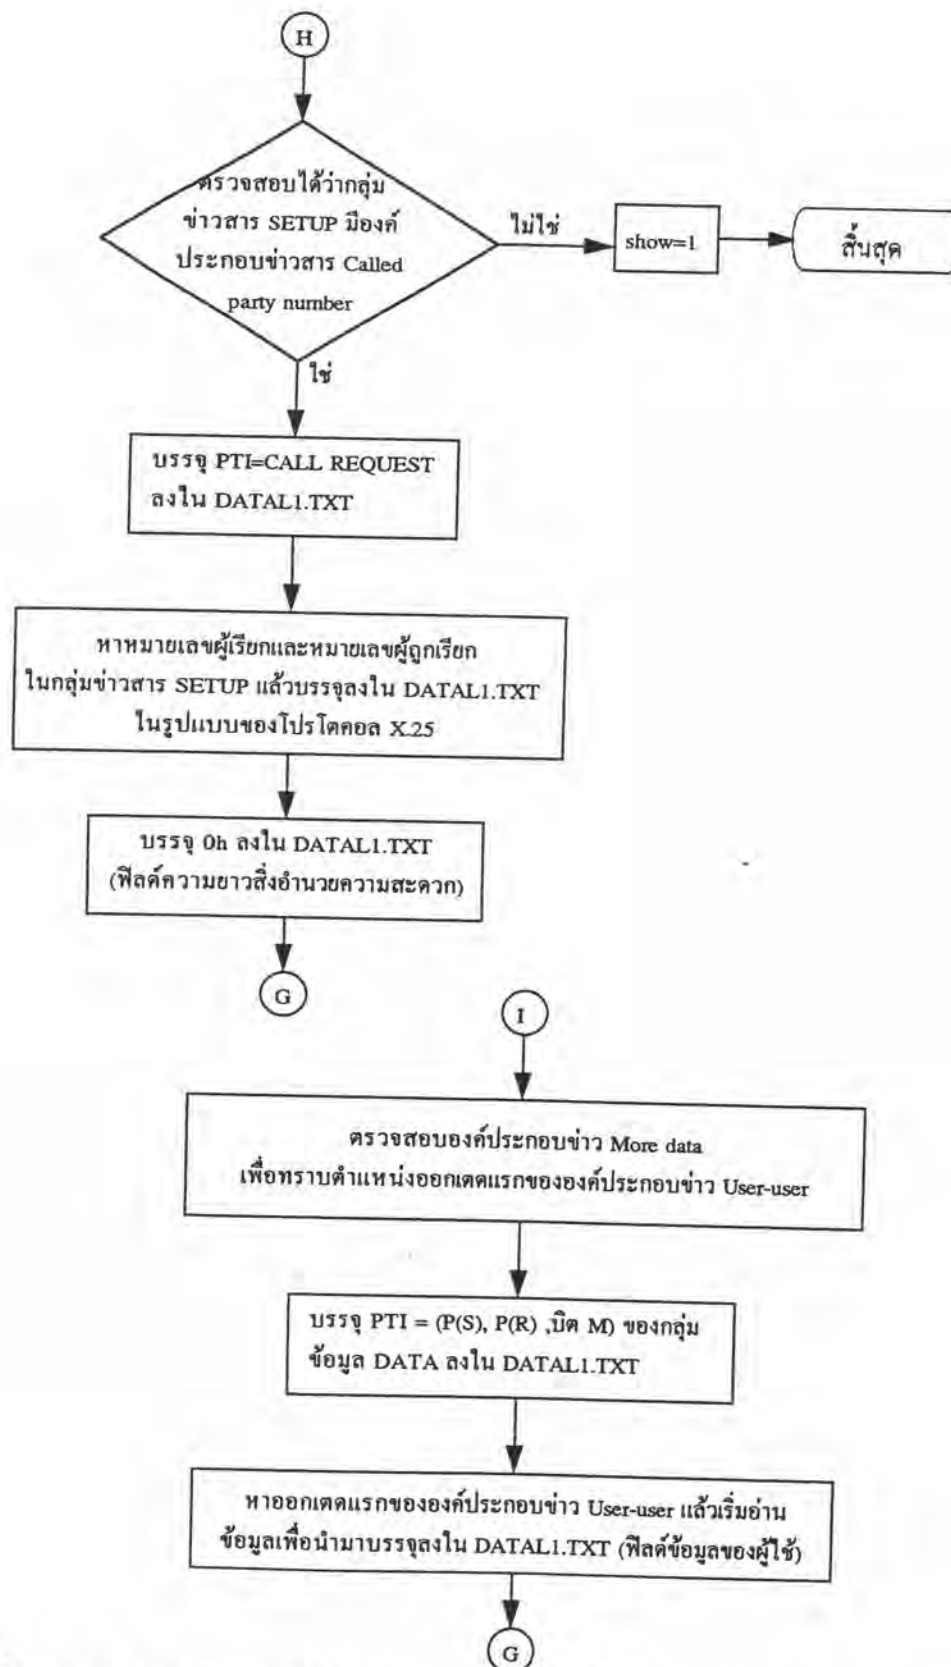 H
ตรวจสอบได้ว่ากลุ่ม
ข่าวสาร SETUP มีองค์
ประกอบข่าวสาร Called
party number
ไม่ใช่
show=1
สิ้นสุด
ใช่
บรรจุ PTI=CALL REQUEST
ลงใน DATAL1.TXT
หาหมายเลขผู้เรียกและหมายเลขผู้ถูกเรียก
ในกลุ่มข่าวสาร SETUP แล้วบรรจุลงใน DATAL1.TXT
ในรูปแบบของโปรโตคอล X.25
บรรจุ 0h ลงใน DATAL1.TXT
(ฟิลด์ความยาวสิ่งอำนวยความสะดวก)
G
I
ตรวจสอบองค์ประกอบข่าว More data
เพื่อทราบตำแหน่งออกเตดแรกขององค์ประกอบข่าว User-user
บรรจุ PTI = (P(S), P(R) ,บิต M) ของกลุ่ม
ข้อมูล DATA ลงใน DATAL1.TXT
หาออกเตดแรกขององค์ประกอบข่าว User-user แล้วเริ่มอ่าน
ข้อมูลเพื่อนำมาบรรจุลงใน DATAL1.TXT (ฟิลด์ข้อมูลของผู้ใช้)
G